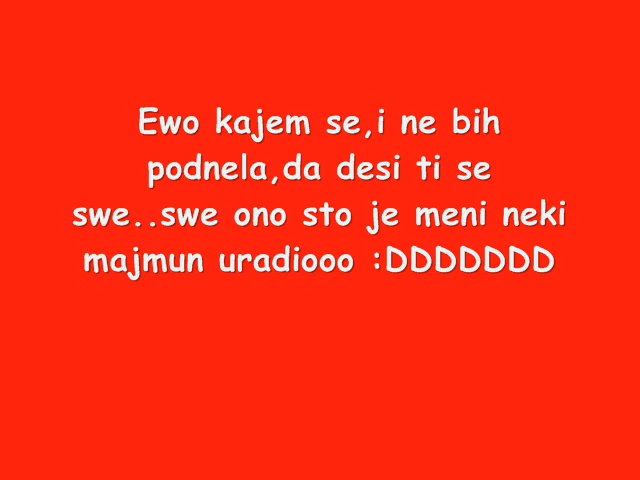 Ewo kajem se,i ne bih
podnela,da desi ti se
swe..swe ono sto je meni neki
majmun uradiooo :DDDDDDD